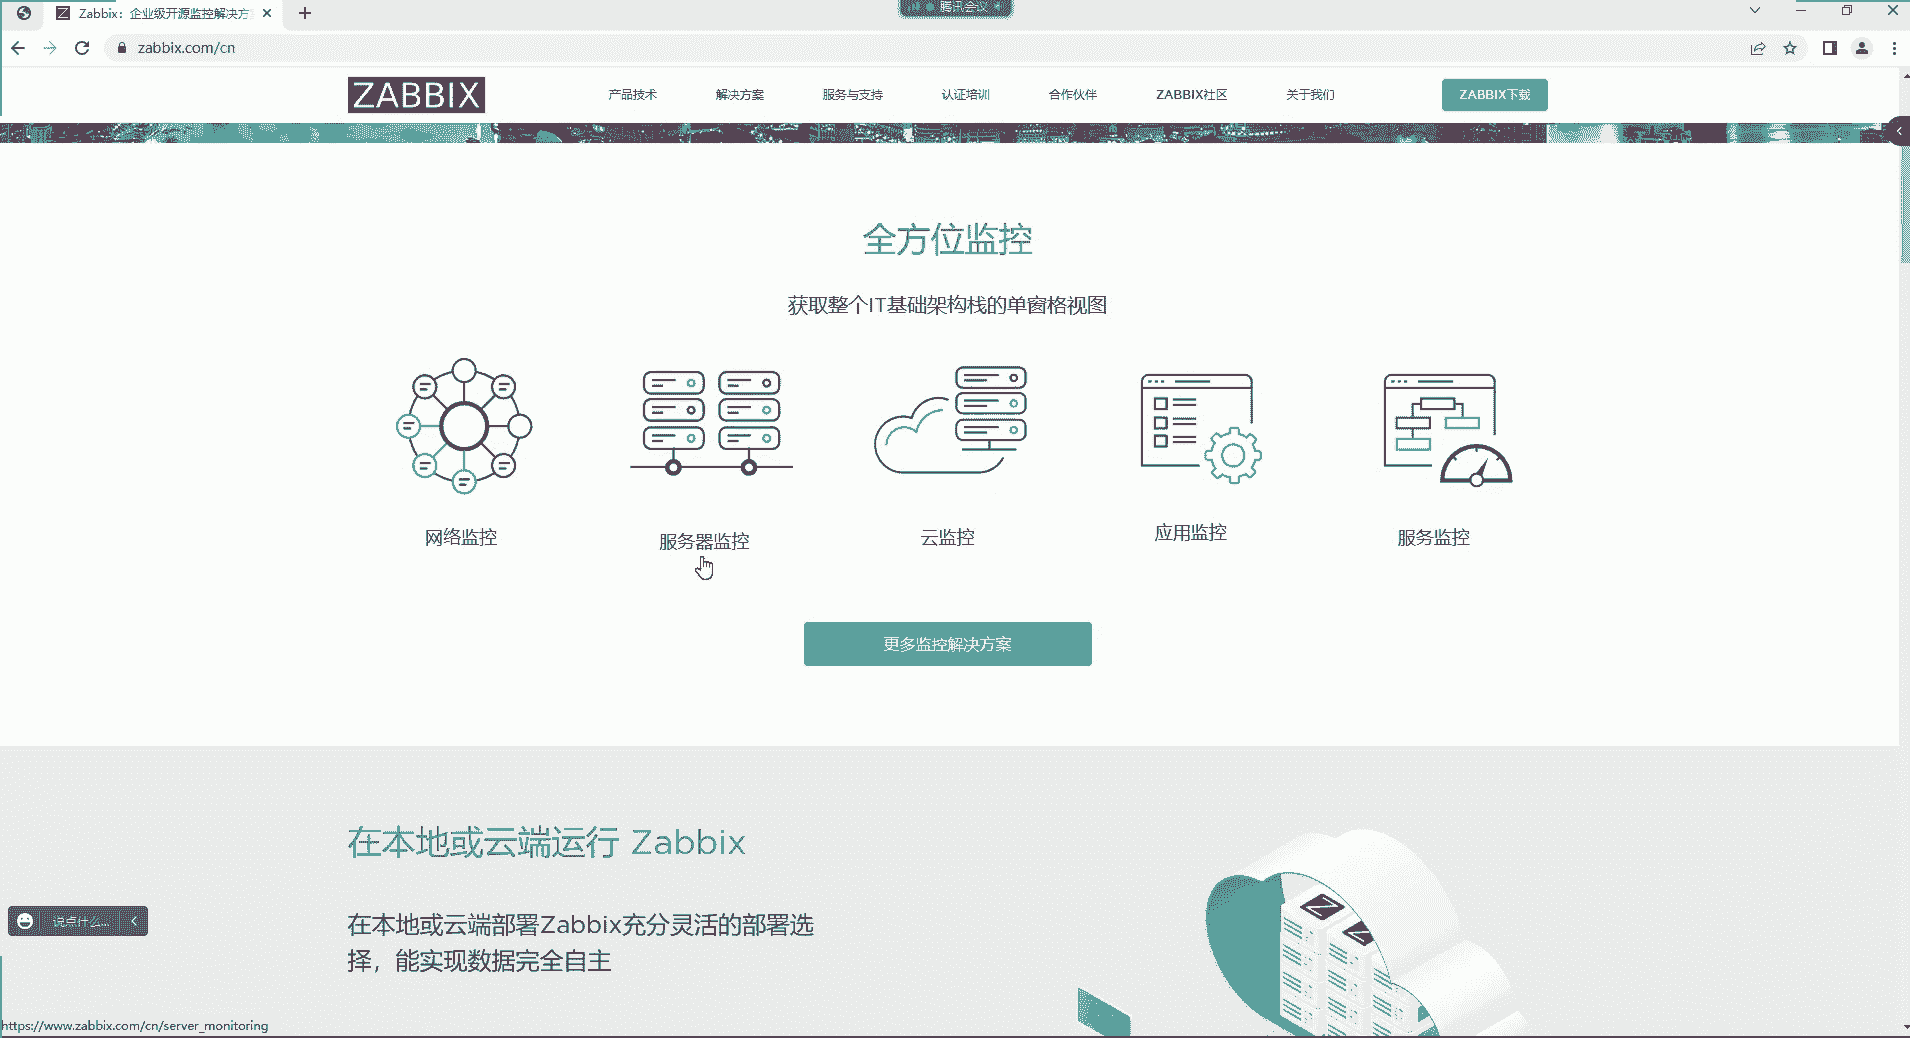 Zabbix：企业级开源监控解决方
腾讯会议
zabbix.com/cn
ZABBIX
产品技术
解决方案
服务与支持
认证培训
合作伙伴
ZABBIX社区
关于我们
ZABBIX下载
全方位监控
获取整个IT基础架构栈的单窗格视图
网络监控
服务器监控
云监控
应用监控
服务监控
更多监控解决方案
在本地或云端运行 Zabbix
在本地或云端部署Zabbix充分灵活的部署选
择，能实现数据完全自主
说点什么...
https://www.zabbix.com/cn/server_monitoring